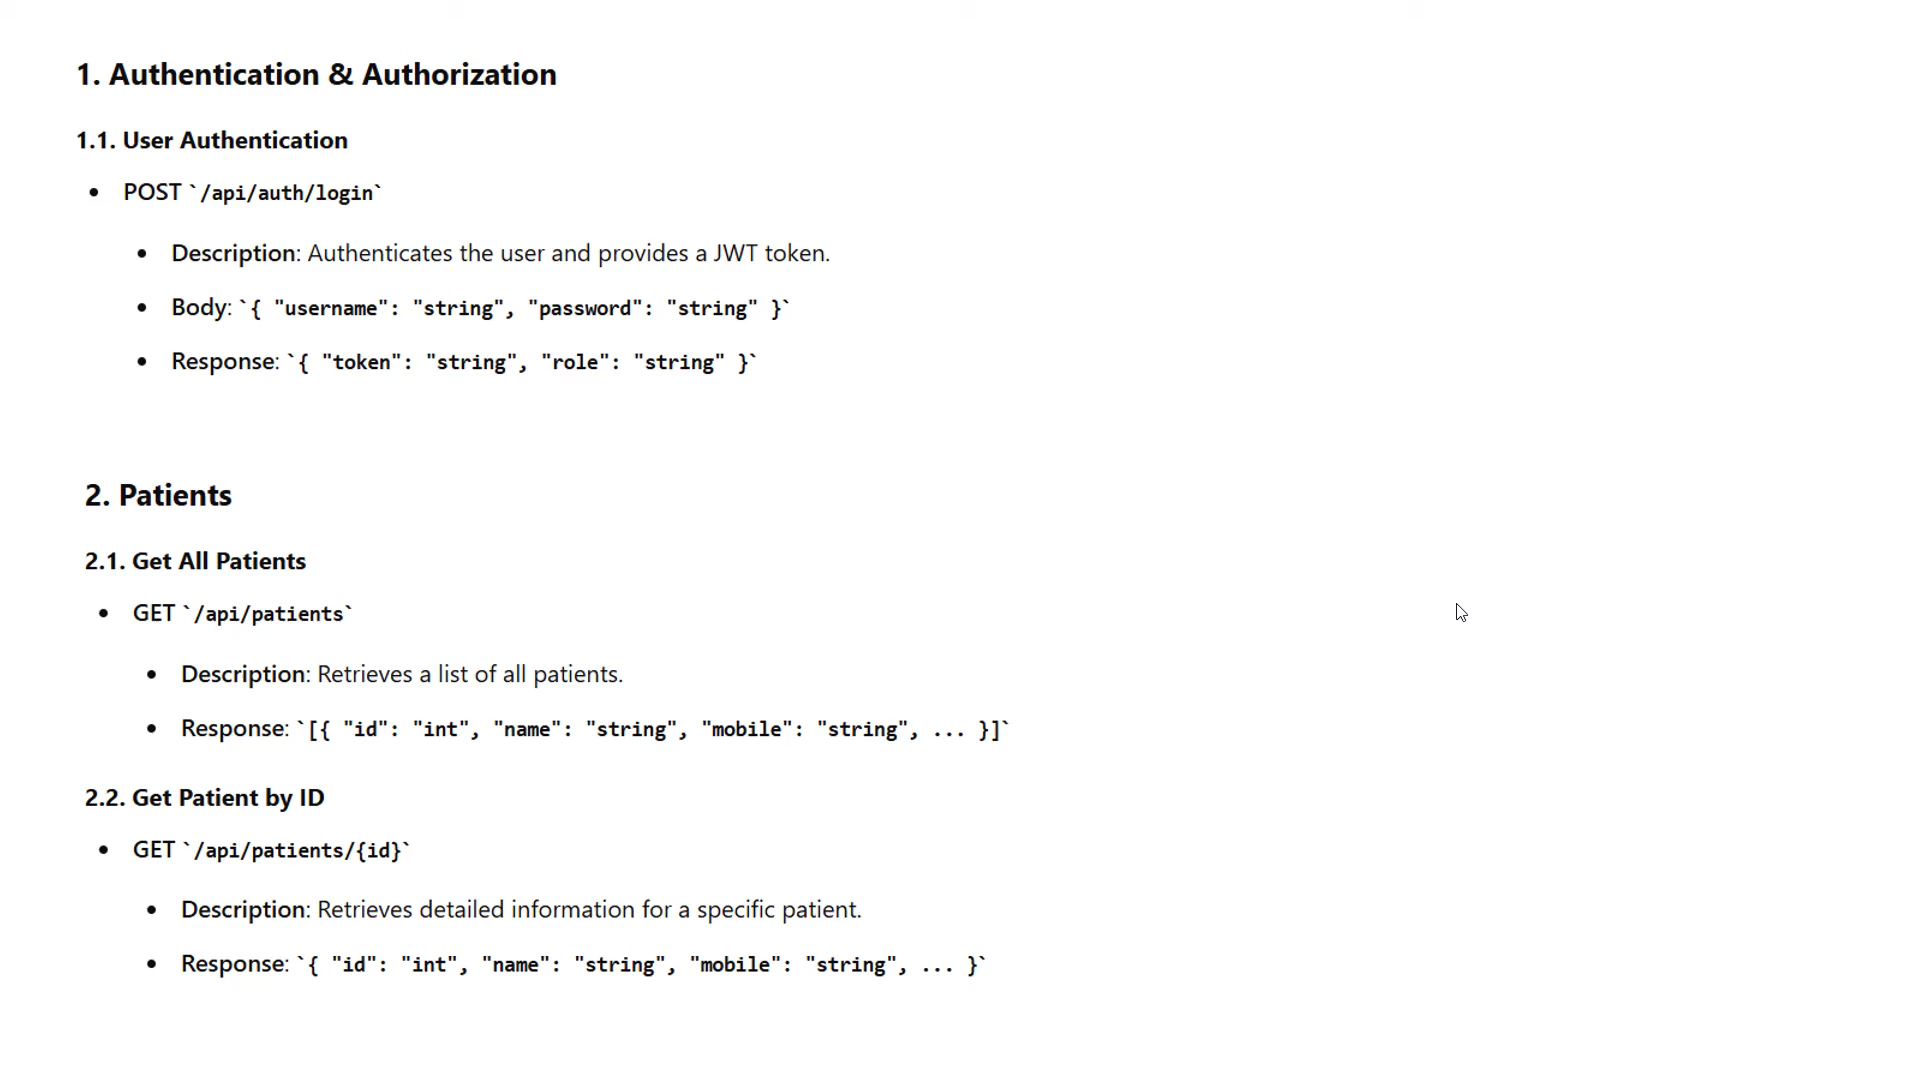 1. Authentication & Authorization
1.1. User Authentication
• POST `/api/auth/login`
• Description: Authenticates the user and provides a JWT token.
• Body: `{ "username": "string", "password": "string" }`
• Response: `{ "token": "string", "role": "string" }`
2. Patients
2.1. Get All Patients
• GET `/api/patients`
• Description: Retrieves a list of all patients.
• Response: `[{ "id": "int", "name": "string", "mobile": "string", ... }]`
2.2. Get Patient by ID
• GET `/api/patients/{id}`
• Description: Retrieves detailed information for a specific patient.
• Response: `{ "id": "int", "name": "string", "mobile": "string", ... }`